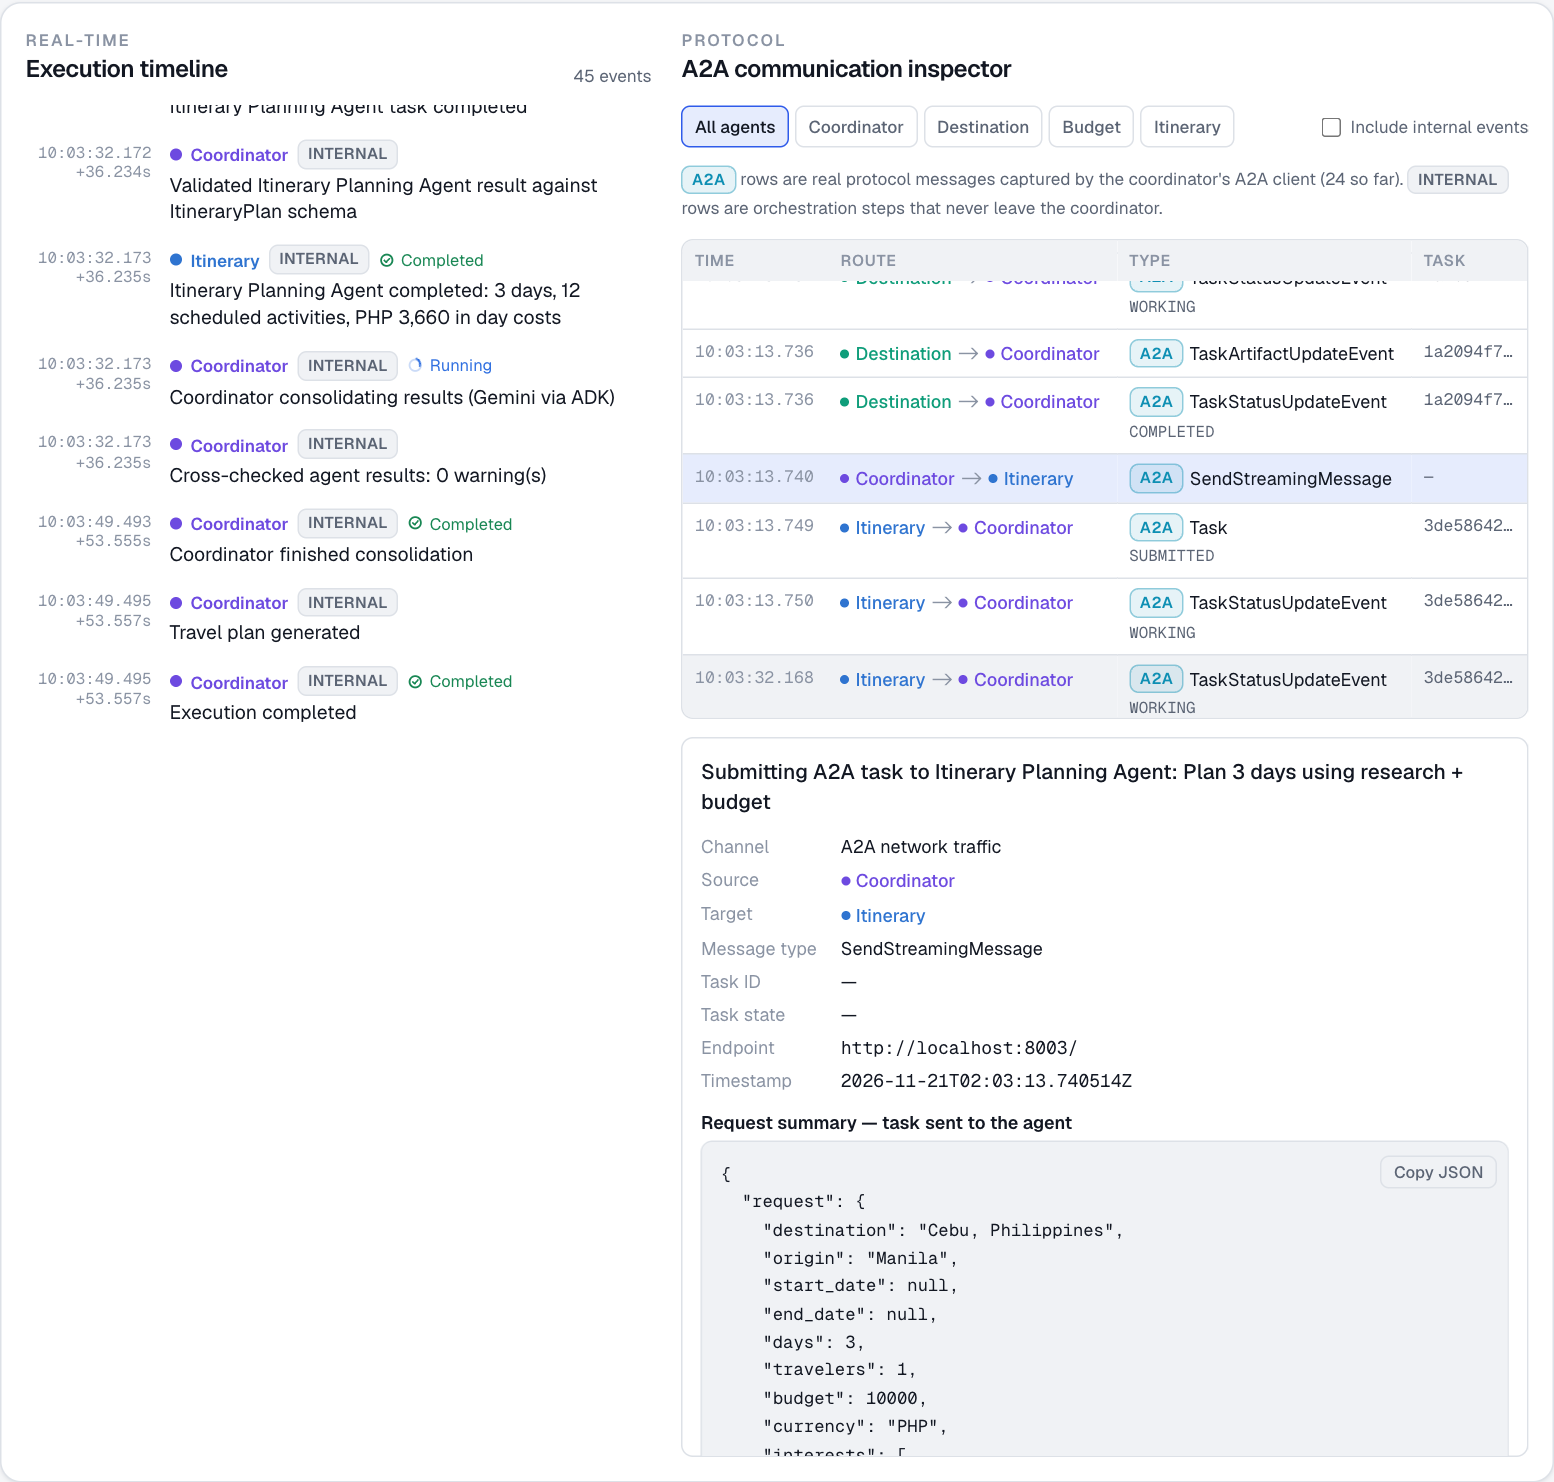 REAL-TIME
Execution timeline
45 events
Itinerary Planning Agent task completed
10:03:32.172
+36.234s
Coordinator INTERNAL
Validated Itinerary Planning Agent result against
ItineraryPlan schema
10:03:32.173
+36.235s
Itinerary INTERNAL Completed
Itinerary Planning Agent completed: 3 days, 12
scheduled activities, PHP 3,660 in day costs
10:03:32.173
+36.235s
Coordinator INTERNAL Running
Coordinator consolidating results (Gemini via ADK)
10:03:32.173
+36.235s
Coordinator INTERNAL
Cross-checked agent results: 0 warning(s)
10:03:49.493
+53.555s
Coordinator INTERNAL Completed
Coordinator finished consolidation
10:03:49.495
+53.557s
Coordinator INTERNAL
Travel plan generated
10:03:49.495
+53.557s
Coordinator INTERNAL Completed
Execution completed
PROTOCOL
A2A communication inspector
All agents Coordinator Destination Budget Itinerary Include internal events
A2A rows are real protocol messages captured by the coordinator's A2A client (24 so far). INTERNAL
rows are orchestration steps that never leave the coordinator.
TIME ROUTE TYPE TASK
Destination → Coordinator A2A TaskStatusUpdateEvent
WORKING
10:03:13.736 Destination → Coordinator A2A TaskArtifactUpdateEvent 1a2094f7…
10:03:13.736 Destination → Coordinator A2A TaskStatusUpdateEvent 1a2094f7…
COMPLETED
10:03:13.740 Coordinator → Itinerary A2A SendStreamingMessage —
10:03:13.749 Itinerary → Coordinator A2A Task 3de58642…
SUBMITTED
10:03:13.750 Itinerary → Coordinator A2A TaskStatusUpdateEvent 3de58642…
WORKING
10:03:32.168 Itinerary → Coordinator A2A TaskStatusUpdateEvent 3de58642…
WORKING
Submitting A2A task to Itinerary Planning Agent: Plan 3 days using research +
budget
Channel A2A network traffic
Source Coordinator
Target Itinerary
Message type SendStreamingMessage
Task ID —
Task state —
Endpoint http://localhost:8003/
Timestamp 2026-11-21T02:03:13.740514Z
Request summary — task sent to the agent
Copy JSON
{
"request": {
"destination": "Cebu, Philippines",
"origin": "Manila",
"start_date": null,
"end_date": null,
"days": 3,
"travelers": 1,
"budget": 10000,
"currency": "PHP",
"interests": [